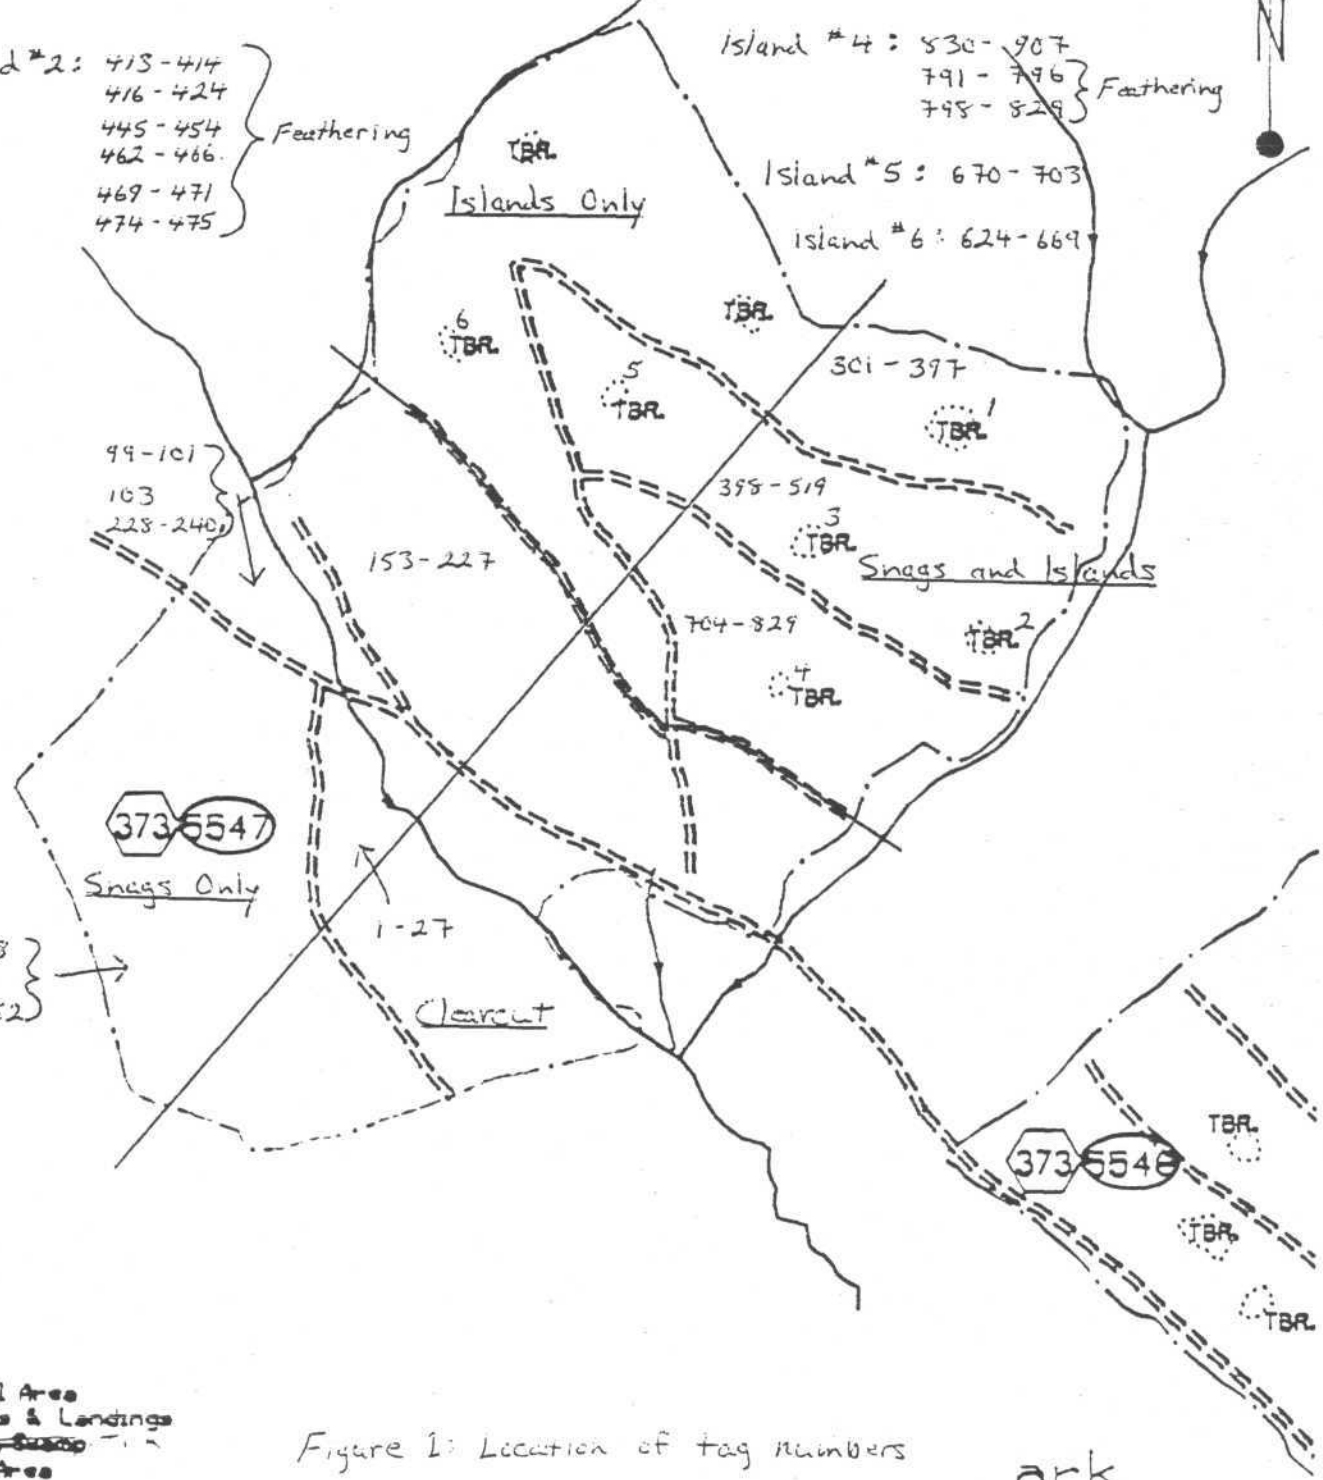 d #2: 413-414
416-424
445-454
462-466
469-471
474-475
Feathering
Island #4: 830-907
791-796
798-829
Feathering
Island #5: 670-703
Island #6: 624-669
N
TBR.
Islands Only
6
TBR.
TBR.
5
TBR.
301-397
1
TBR.
99-101
103
228-240
153-227
398-519
3
TBR.
Snags and Islands
704-829
2
TBR.
4
TBR.
373 5547
Snags Only
1-27
8
52
Clearcut
373 5546
TBR.
TBR.
TBR.
Area
& Landings
Area
Figure 1: Location of tag numbers
ark